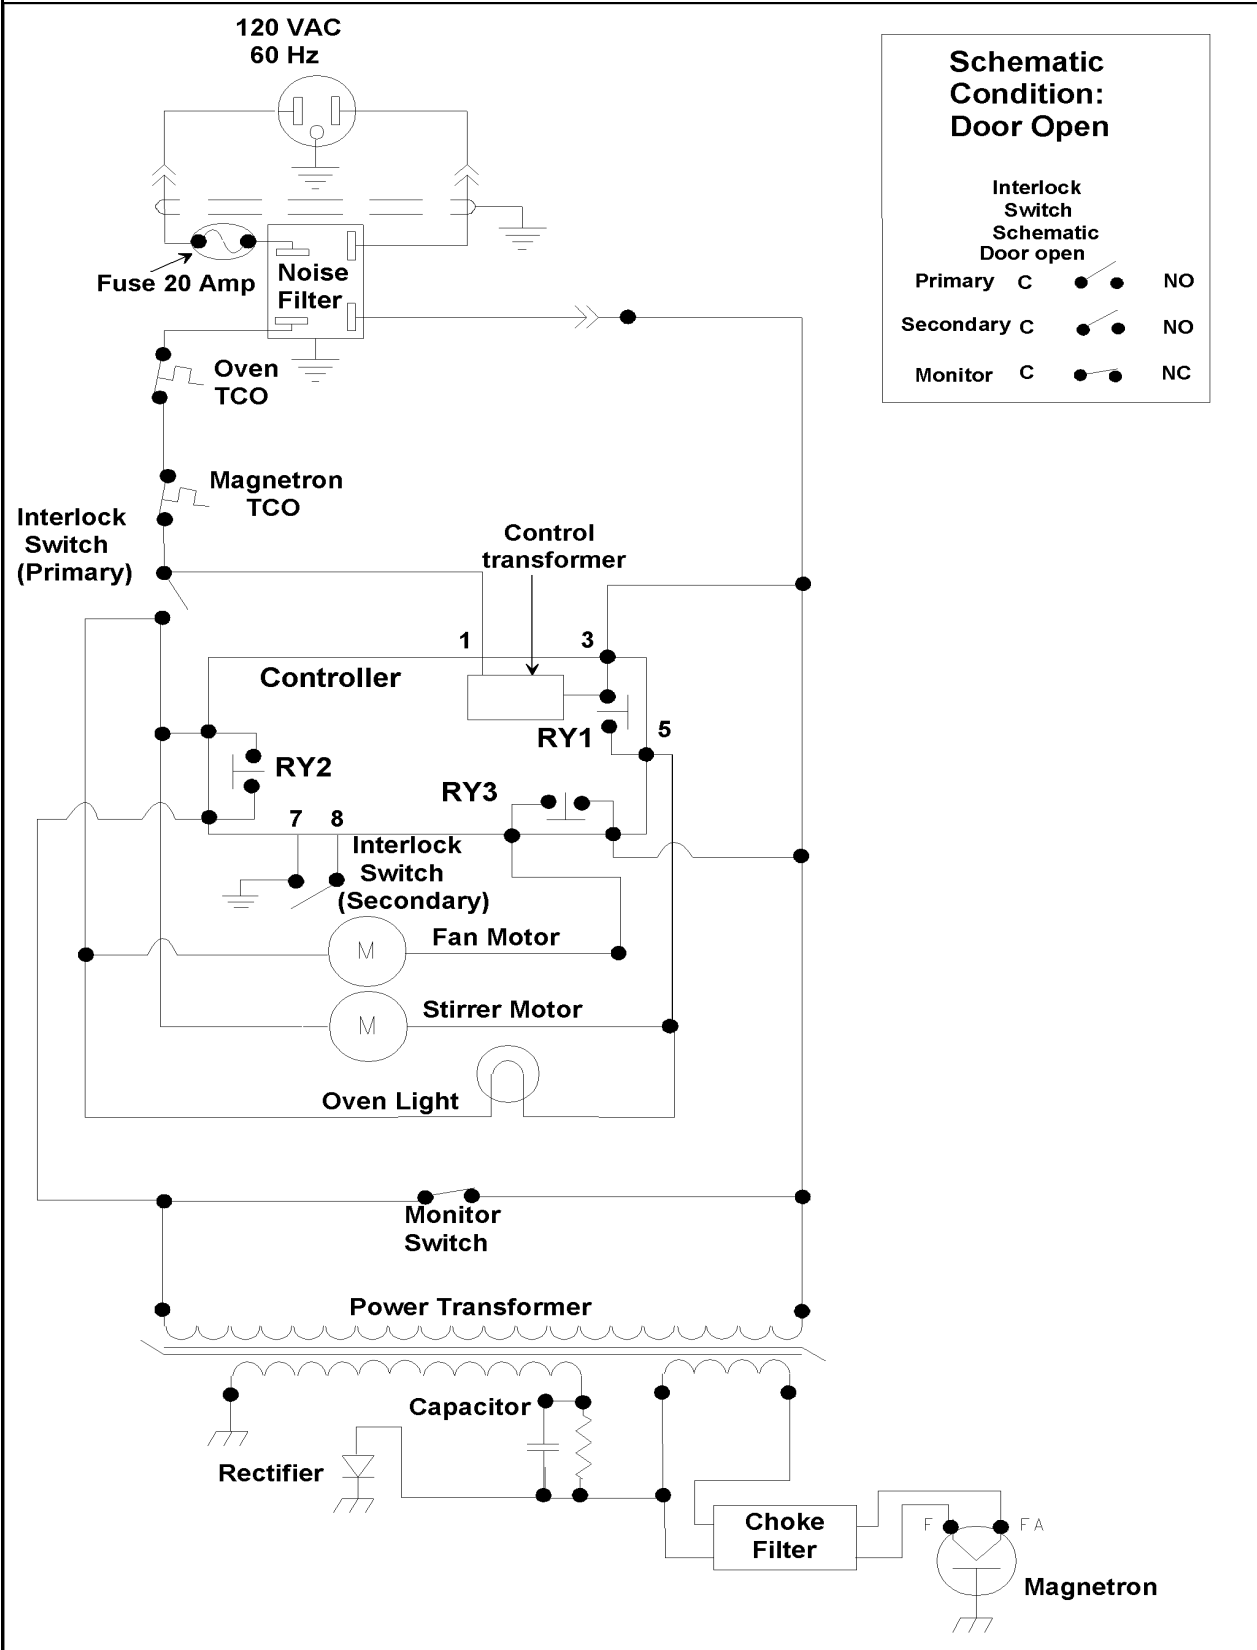 120 VAC
60 Hz
Schematic
Condition:
Door Open
Interlock
Switch
Schematic
Door open
Primary C NO
Secondary C NO
Monitor C NC
Fuse 20 Amp
Noise
Filter
Oven
TCO
Magnetron
TCO
Interlock
Switch
(Primary)
Control
transformer
1 3
Controller
RY1
5
RY2
RY3
7 8
Interlock
Switch
(Secondary)
M
Fan Motor
M
Stirrer Motor
Oven Light
Monitor
Switch
Power Transformer
Capacitor
Rectifier
Choke
Filter
F FA
Magnetron